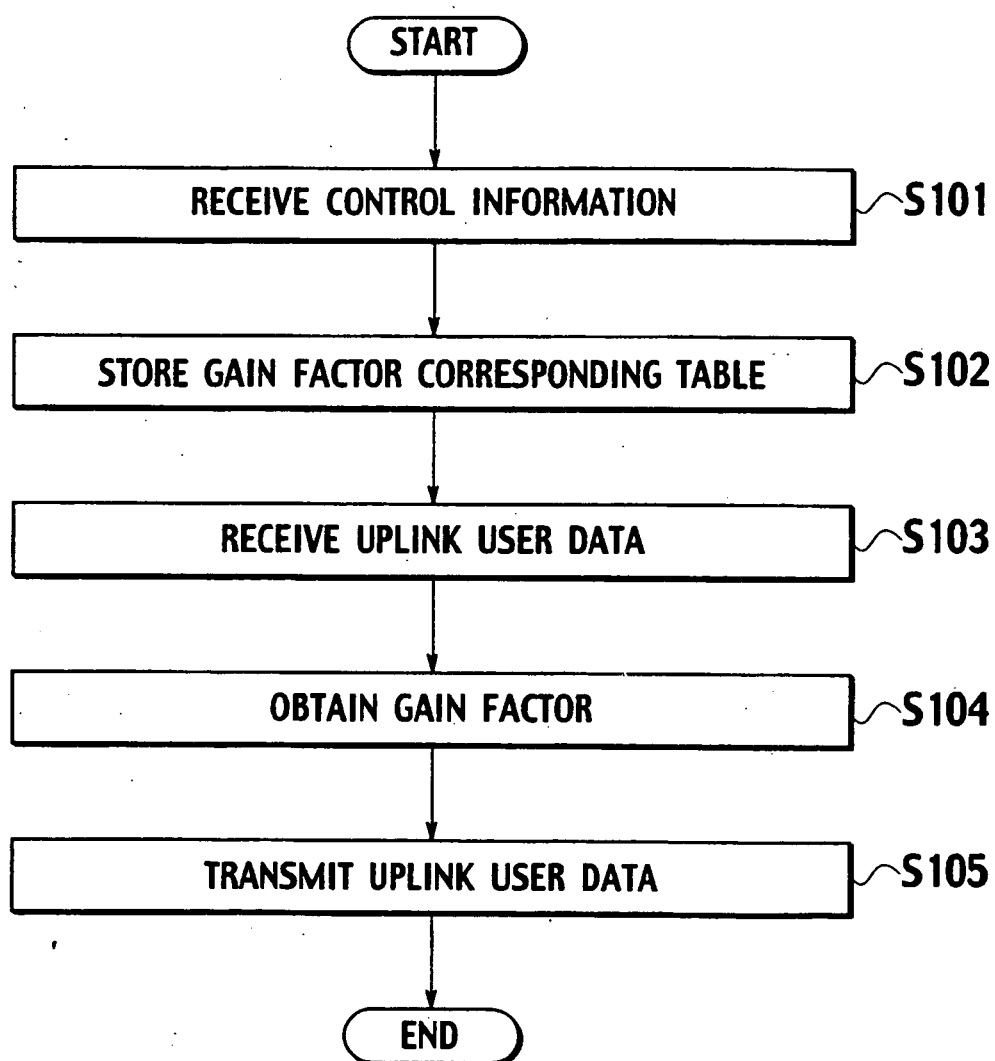 START
RECEIVE CONTROL INFORMATION
S101
STORE GAIN FACTOR CORRESPONDING TABLE
S102
RECEIVE UPLINK USER DATA
S103
OBTAIN GAIN FACTOR
S104
TRANSMIT UPLINK USER DATA
S105
END